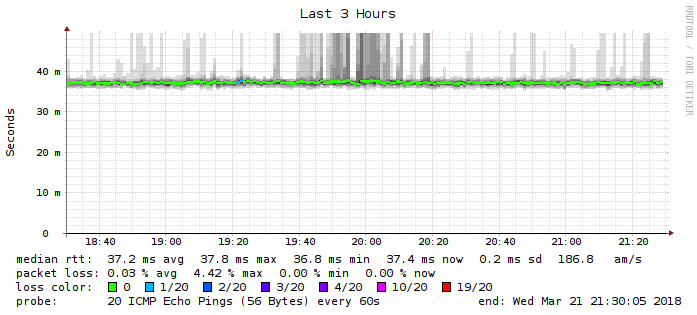 Last 3 Hours
RRDTOOL / TOBI OETIKER
Seconds
40 m
30 m
20 m
10 m
0
18:40 19:00 19:20 19:40 20:00 20:20 20:40 21:00 21:20
median rtt: 37.2 ms avg 37.8 ms max 36.8 ms min 37.4 ms now 0.2 ms sd 186.8 am/s
packet loss: 0.03 % avg 4.42 % max 0.00 % min 0.00 % now
loss color: 0 1/20 2/20 3/20 4/20 10/20 19/20
probe: 20 ICMP Echo Pings (56 Bytes) every 60s end: Wed Mar 21 21:30:05 2018